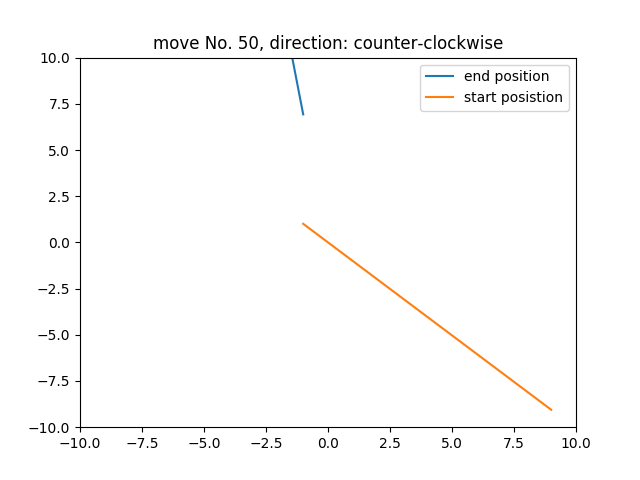 move No. 50, direction: counter-clockwise
10.0
7.5
5.0
2.5
0.0
−2.5
−5.0
−7.5
−10.0
end position
start posistion
−10.0 −7.5 −5.0 −2.5 0.0 2.5 5.0 7.5 10.0